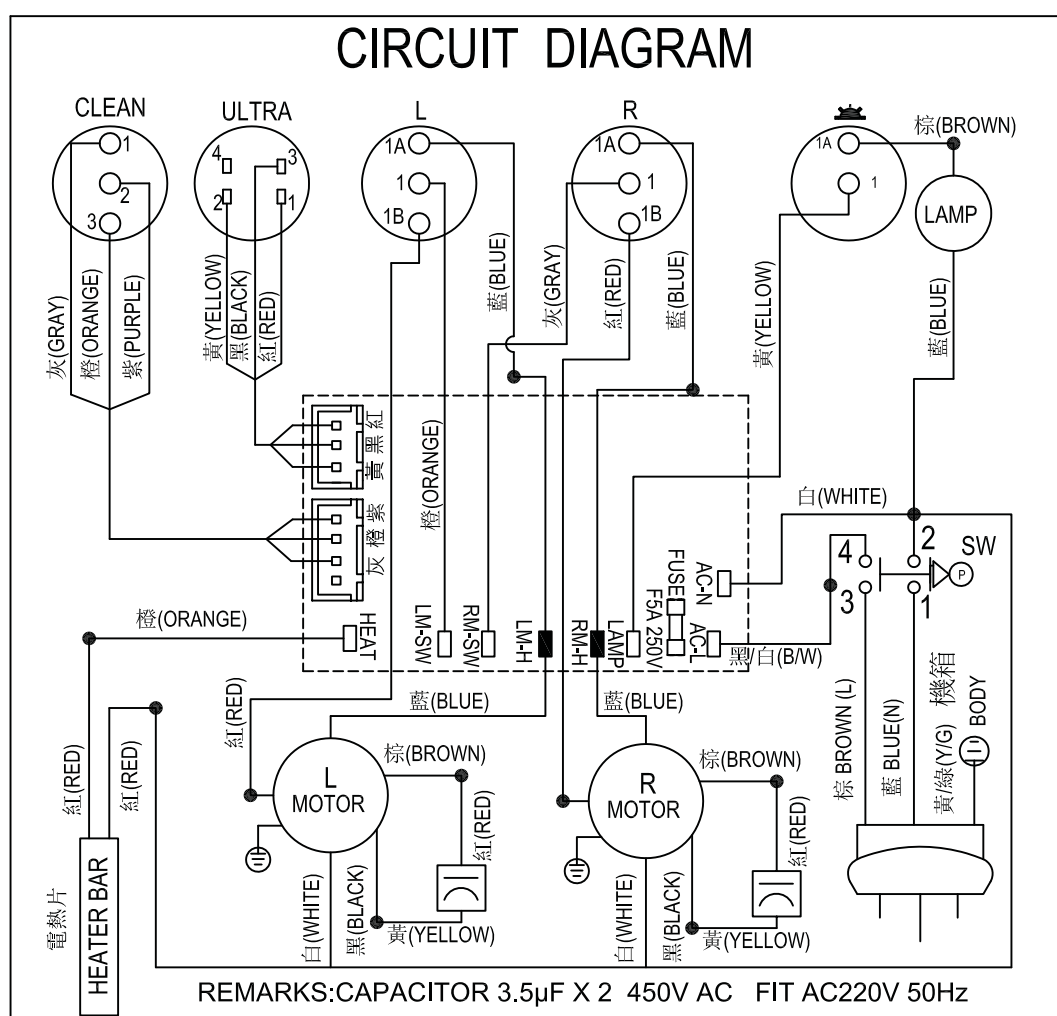 CIRCUIT DIAGRAM
CLEAN
1
2
3
ULTRA
4
3
2
1
L
1A
1
1B
R
1A
1
1B
1A
1
棕(BROWN)
LAMP
灰(GRAY)
橙(ORANGE)
紫(PURPLE)
黃(YELLOW)
黑(BLACK)
紅(RED)
藍(BLUE)
灰(GRAY)
紅(RED)
藍(BLUE)
黃(YELLOW)
藍(BLUE)
黃 黑 紅
灰 橙 紫
橙(ORANGE)
白(WHITE)
4
2
SW
P
3
1
橙(ORANGE)
HEAT
LM-SW
RM-SW
LM-H
RM-H
LAMP
F5A 250V
FUSE
AC-L
AC-N
黑/白(B/W)
紅(RED)
藍(BLUE)
藍(BLUE)
棕 BROWN (L)
藍 BLUE(N)
黃/綠(Y/G)
機箱
BODY
紅(RED)
紅(RED)
L
MOTOR
棕(BROWN)
紅(RED)
R
MOTOR
棕(BROWN)
紅(RED)
電熱片
HEATER BAR
白(WHITE)
黑(BLACK)
黃(YELLOW)
白(WHITE)
黑(BLACK)
黃(YELLOW)
REMARKS:CAPACITOR 3.5µF X 2 450V AC FIT AC220V 50Hz